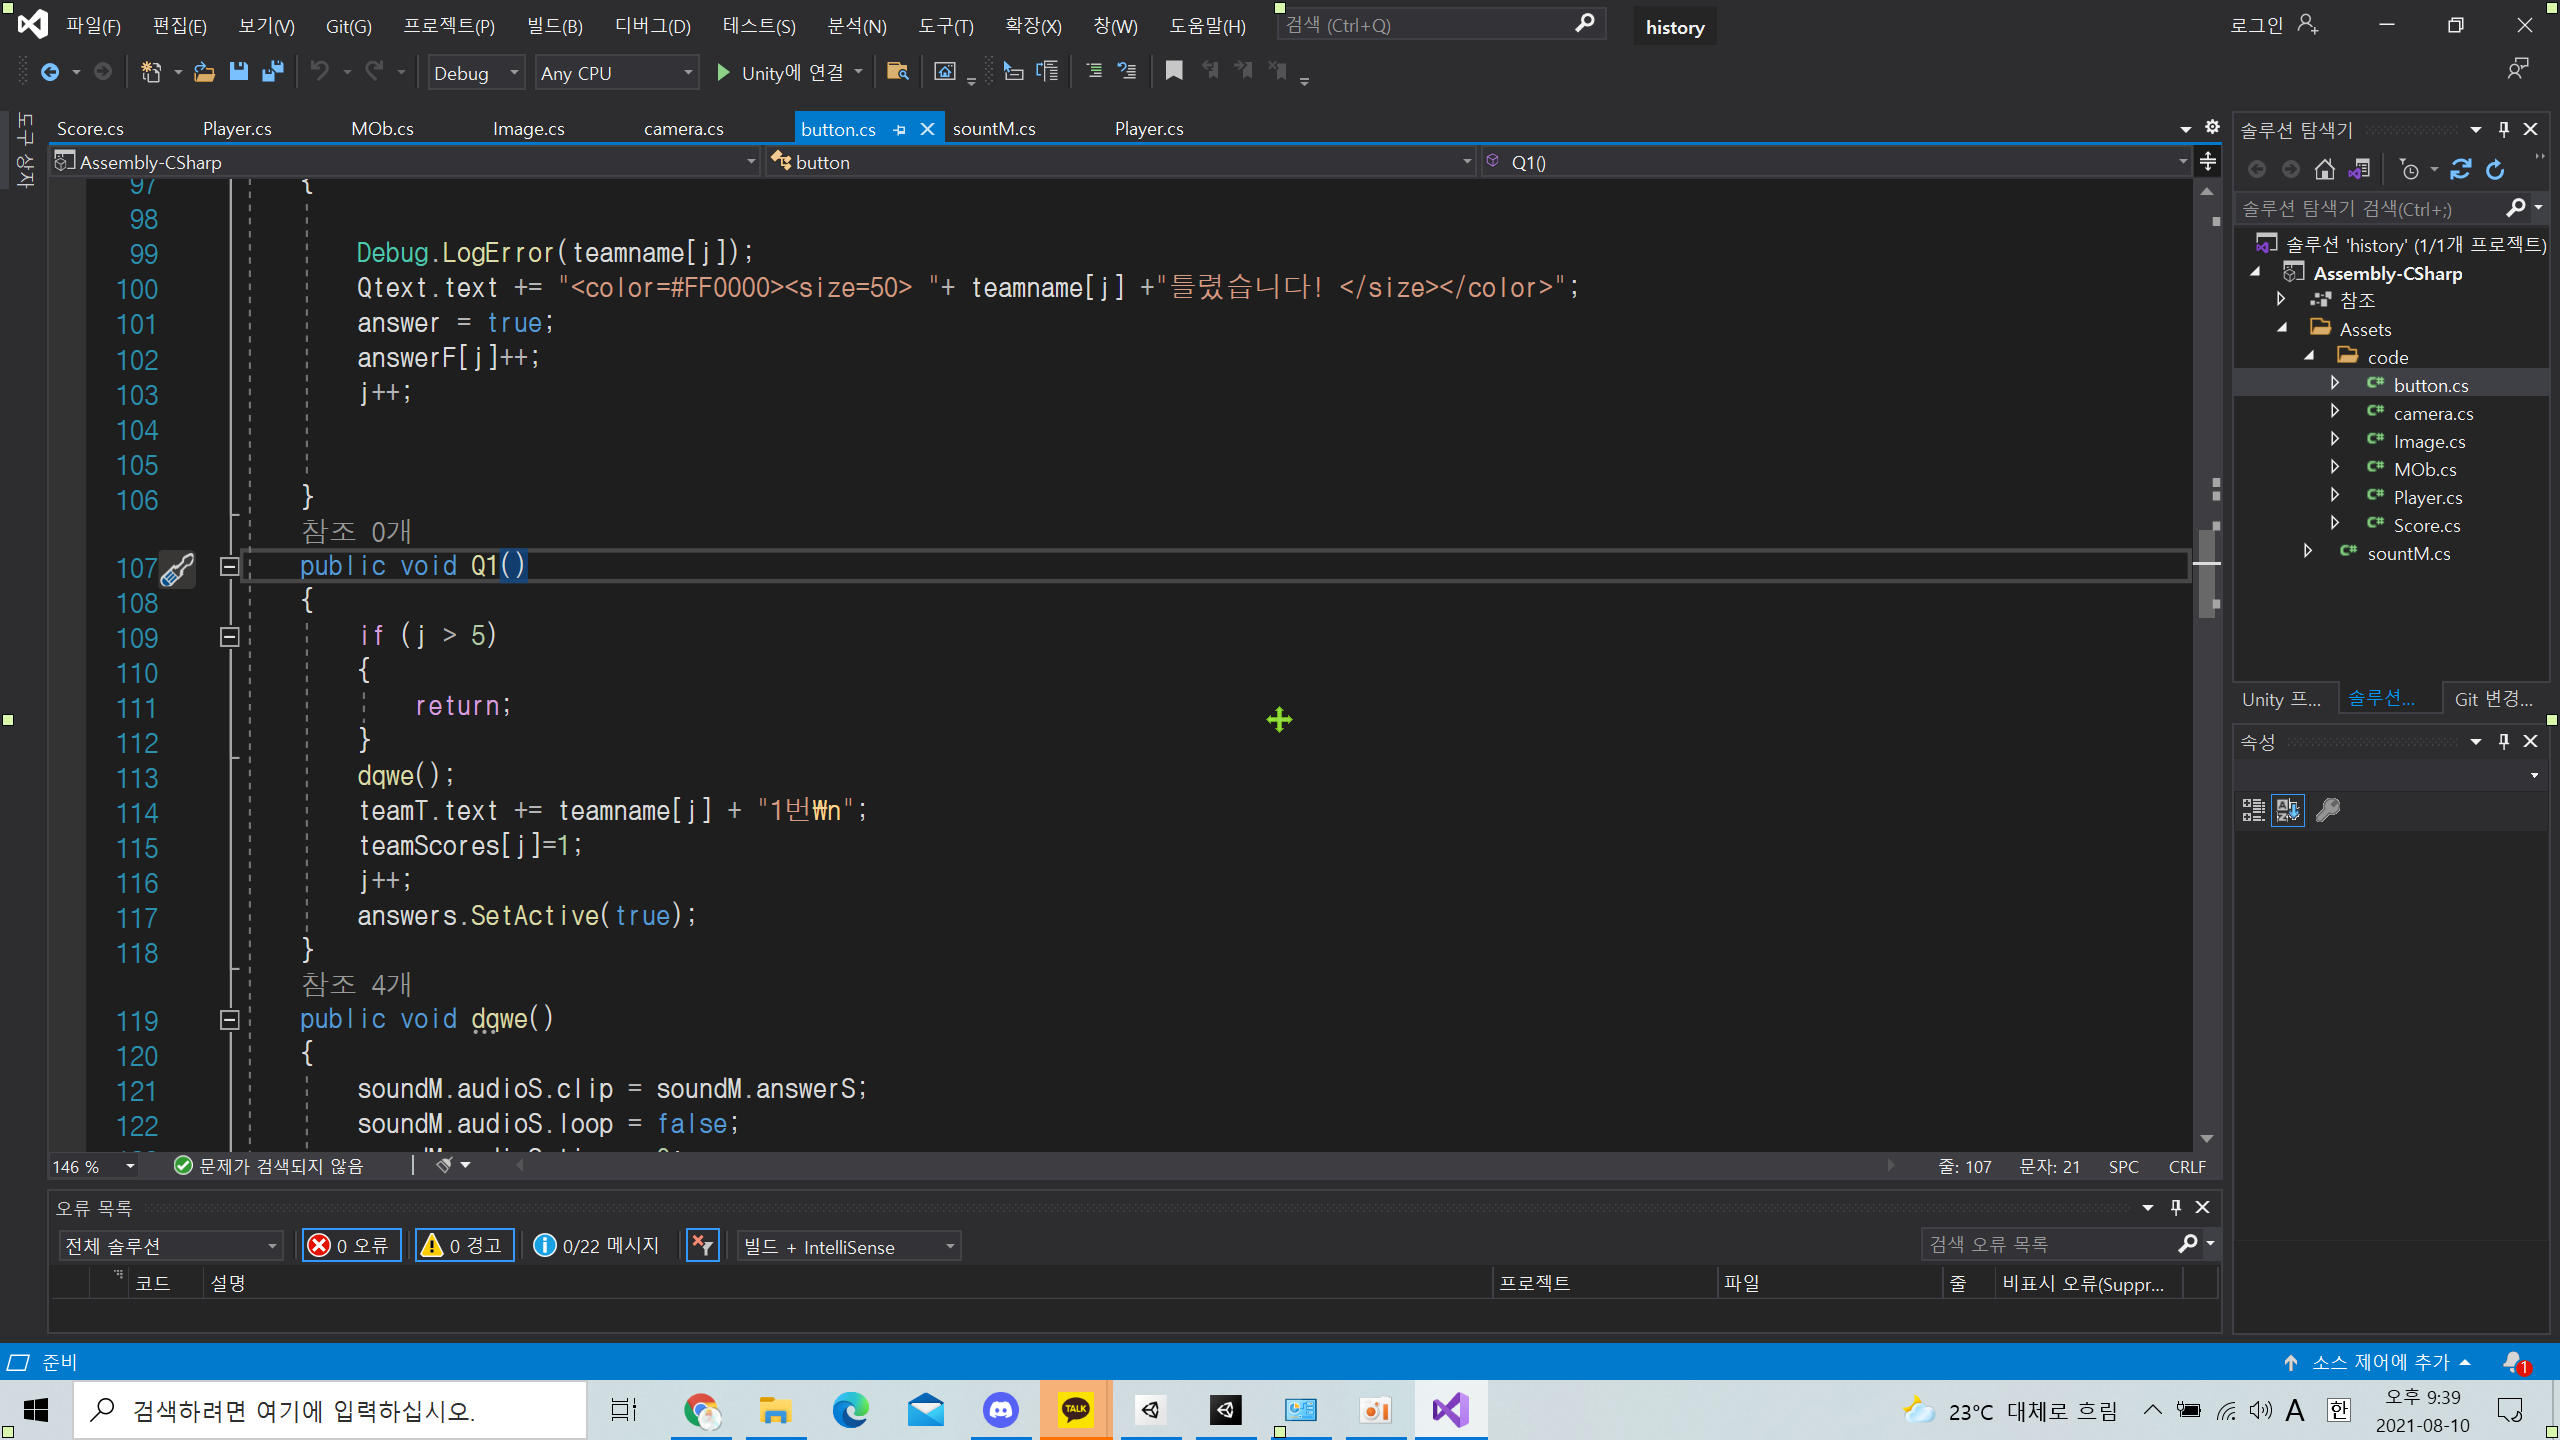 파일(F) 편집(E) 보기(V) Git(G) 프로젝트(P) 빌드(B) 디버그(D) 테스트(S) 분석(N) 도구(T) 확장(X) 창(W) 도움말(H) 검색 (Ctrl+Q) history 로그인
Debug Any CPU Unity에 연결
도구 상자
Score.cs Player.cs MOb.cs Image.cs camera.cs button.cs sountM.cs Player.cs
Assembly-CSharp button Q1()
97 {
98
99 Debug.LogError(teamname[j]);
100 Qtext.text += "<color=#FF0000><size=50> "+ teamname[j] +"틀렸습니다! </size></color>";
101 answer = true;
102 answerF[j]++;
103 j++;
104
105
106 }
참조 0개
107 public void Q1()
108 {
109 if (j > 5)
110 {
111 return;
112 }
113 dqwe();
114 teamT.text += teamname[j] + "1번₩n";
115 teamScores[j]=1;
116 j++;
117 answers.SetActive(true);
118 }
참조 4개
119 public void dqwe()
120 {
121 soundM.audioS.clip = soundM.answerS;
122 soundM.audioS.loop = false;
146 % 문제가 검색되지 않음 줄: 107 문자: 21 SPC CRLF
오류 목록
전체 솔루션 0 오류 0 경고 0/22 메시지 빌드 + IntelliSense 검색 오류 목록
코드 설명 프로젝트 파일 줄 비표시 오류(Suppr...
솔루션 탐색기
솔루션 탐색기 검색(Ctrl+;)
솔루션 'history' (1/1개 프로젝트)
Assembly-CSharp
참조
Assets
code
C# button.cs
C# camera.cs
C# Image.cs
C# MOb.cs
C# Player.cs
C# Score.cs
C# sountM.cs
Unity 프... 솔루션... Git 변경...
속성
준비 소스 제어에 추가 1
검색하려면 여기에 입력하십시오. TALK 23°C 대체로 흐림 A 한 오후 9:39
2021-08-10